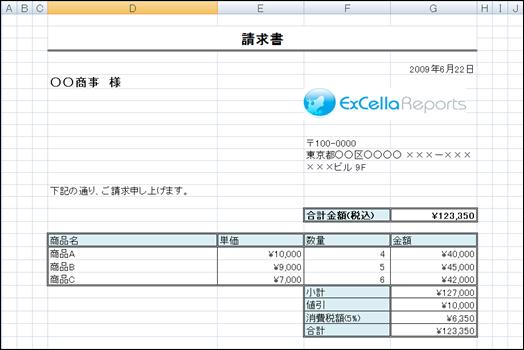 A B C D E F G H I J
請求書
2009年6月22日
〇〇商事 様
ExCella Reports
〒100-0000
東京都〇〇区〇〇〇〇 ×××ー×××
×××ビル 9F
下記の通り、ご請求申し上げます。
合計金額(税込) ¥123,350
商品名 単価 数量 金額
商品A ¥10,000 4 ¥40,000
商品B ¥9,000 5 ¥45,000
商品C ¥7,000 6 ¥42,000
小計 ¥127,000
値引 ¥10,000
消費税額(5%) ¥6,350
合計 ¥123,350